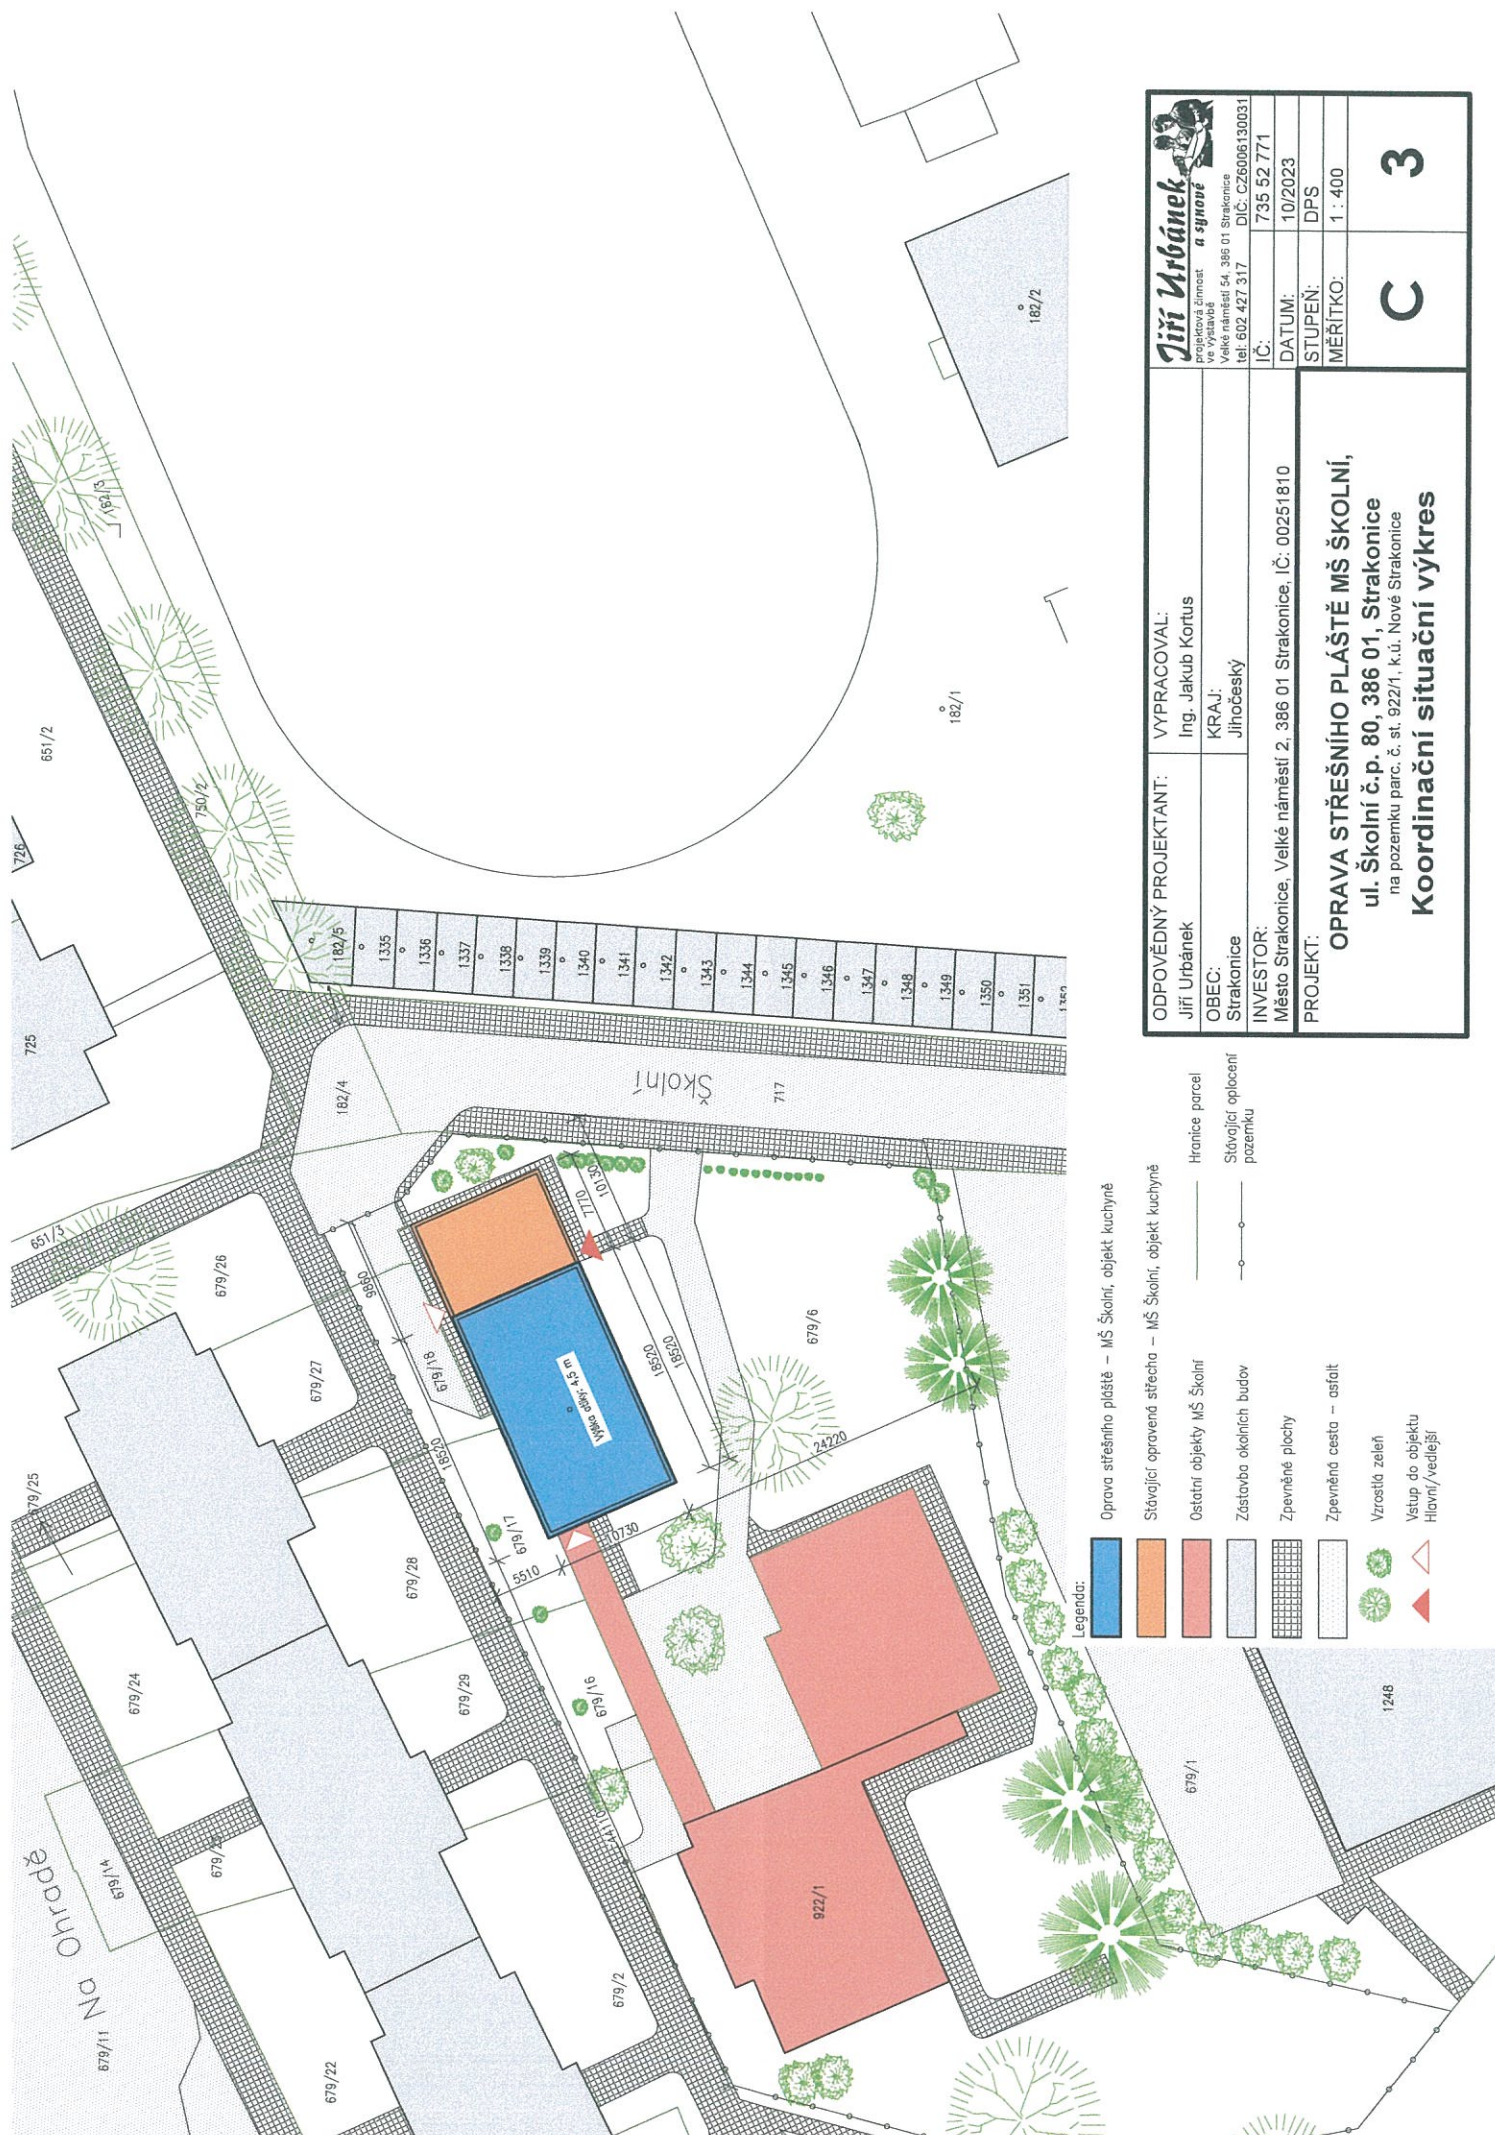 Jiří Urbánek
a synové
projektová činnost
ve výstavbě
Velké náměstí 54, 386 01 Strakonice
tel: 602 427 317
DIČ: CZ6006130031
IČ:
735 52 771
DATUM:
10/2023
STUPEŇ:
DPS
MĚŘÍTKO:
1 : 400
C
3
ODPOVĚDNÝ PROJEKTANT:
Jiří Urbánek
VYPRACOVAL:
Ing. Jakub Kortus
OBEC:
Strakonice
KRAJ:
Jihočeský
INVESTOR:
Město Strakonice, Velké náměstí 2, 386 01 Strakonice, IČ: 00251810
PROJEKT:
OPRAVA STŘEŠNÍHO PLÁŠTĚ MŠ ŠKOLNÍ,
ul. Školní č.p. 80, 386 01, Strakonice
na pozemku parc. č. st. 922/1, k.ú. Nové Strakonice
Koordinační situační výkres
Legenda:
Oprava střešního pláště – MŠ Školní, objekt kuchyně
Stávající opravená střecha – MŠ Školní, objekt kuchyně
Ostatní objekty MŠ Školní
Zástavba okolních budov
Zpevněné plochy
Zpevněná cesta – asfalt
Vzrostlá zeleň
Vstup do objektu
Hlavní/vedlejší
Hranice parcel
Stávající oplocení
pozemku
Na Ohradě
Školní
679/11
679/14
679/22
679/24
679/25
679/26
679/27
679/28
679/29
679/2
679/16
679/17
679/18
679/6
679/1
651/3
651/2
725
726
750/2
182/3
182/4
182/5
182/1
182/2
717
922/1
1248
1335
1336
1337
1338
1339
1340
1341
1342
1343
1344
1345
1346
1347
1348
1349
1350
1351
9860
18520
5510
10730
7770
10130
18520
18520
24220
Výška atiky: 4,5 m